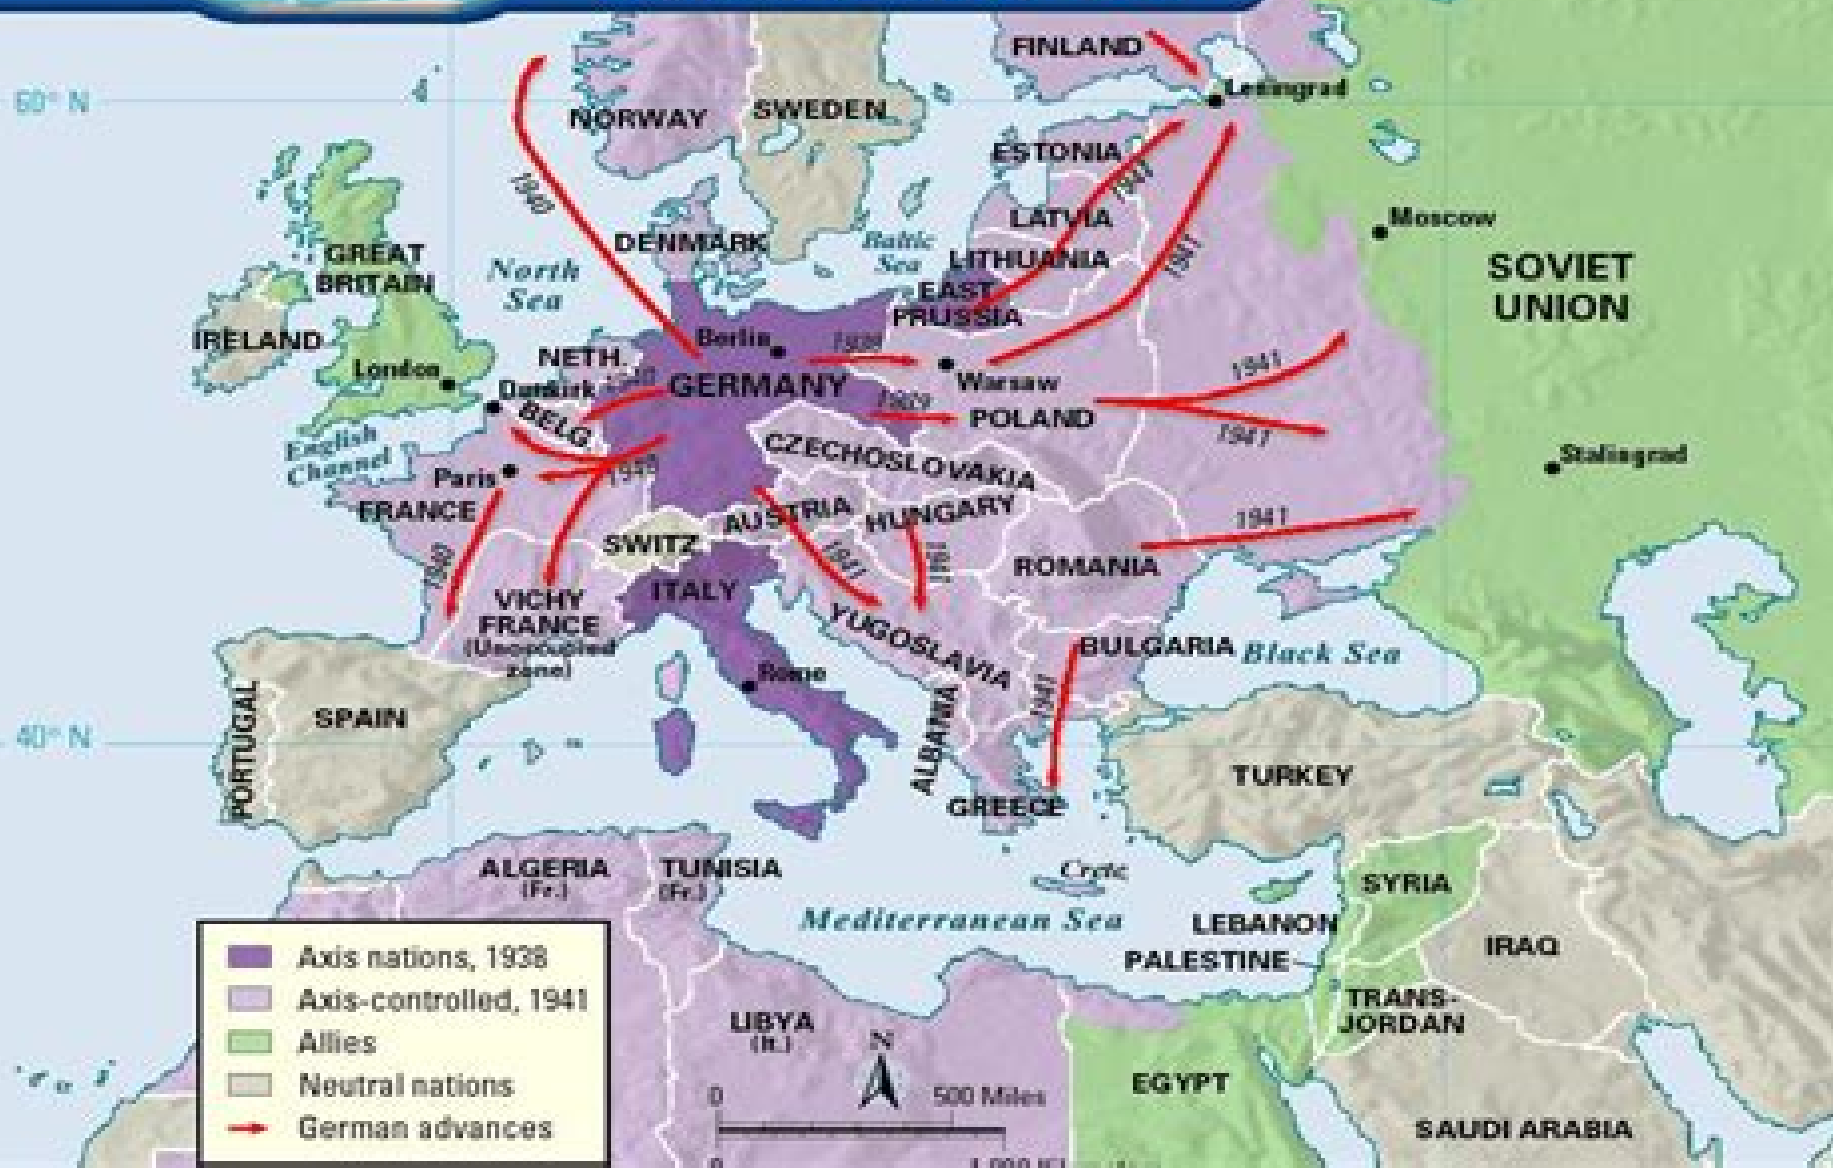 FINLAND
Leningrad
60° N
NORWAY
SWEDEN
ESTONIA
1941
1940
LATVIA
Moscow
GREAT
BRITAIN
DENMARK
Baltic
Sea
LITHUANIA
1941
North
Sea
SOVIET
UNION
EAST
PRUSSIA
IRELAND
Berlin
NETH.
London
Dunkirk
GERMANY
Warsaw
1941
BELG.
POLAND
1941
English
Channel
CZECHOSLOVAKIA
Stalingrad
Paris
1940
FRANCE
AUSTRIA
HUNGARY
1941
SWITZ
1940
1941
1941
ROMANIA
ITALY
VICHY
FRANCE
(Unoccupied
zone)
YUGOSLAVIA
BULGARIA
Black Sea
Rome
1941
PORTUGAL
SPAIN
ALBANIA
40° N
TURKEY
GREECE
ALGERIA
(Fr.)
TUNISIA
(Fr.)
Crete
SYRIA
Mediterranean Sea
LEBANON
PALESTINE
IRAQ
TRANS-
JORDAN
LIBYA
(It.)
EGYPT
SAUDI ARABIA
Axis nations, 1938
Axis-controlled, 1941
Allies
Neutral nations
German advances
N
0
500 Miles
0